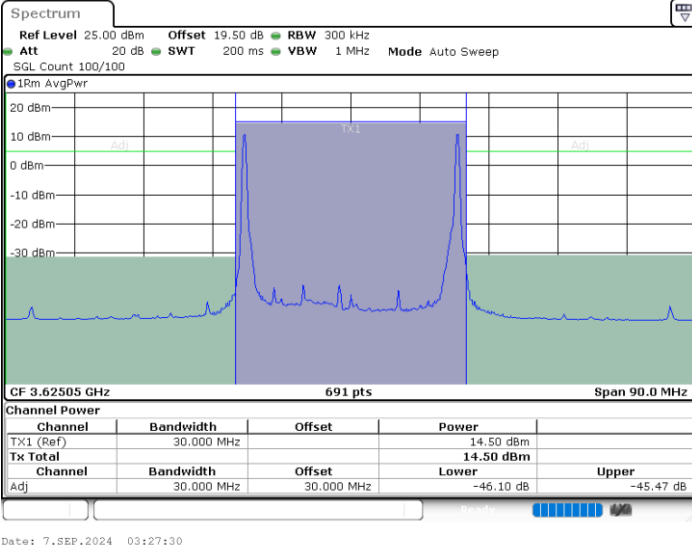 Spectrum
Ref Level 25.00 dBm Offset 19.50 dB RBW 300 kHz
Att 20 dB SWT 200 ms VBW 1 MHz Mode Auto Sweep
SGL Count 100/100
1Rm AvgPwr
20 dBm
TX1
10 dBm
Adj Adj
0 dBm
-10 dBm
-20 dBm
-30 dBm
CF 3.62505 GHz 691 pts Span 90.0 MHz
Channel Power
Channel Bandwidth Offset Power
TX1 (Ref) 30.000 MHz 14.50 dBm
Tx Total 14.50 dBm
Channel Bandwidth Offset Lower Upper
Adj 30.000 MHz 30.000 MHz -46.10 dB -45.47 dB
Ready
Date: 7.SEP.2024 03:27:30